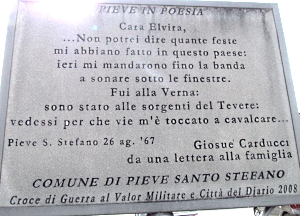 PIEVE IN POESIA
Cara Elvira,
...Non potrei dire quante feste
mi abbiano fatto in questo paese:
ieri mi mandarono fino la banda
a sonare sotto le finestre.
Fui alla Verna:
sono stato alle sorgenti del Tevere:
vedessi per che vie m'è toccato a cavalcare...
Pieve S. Stefano 26 ag. '67
Giosue Carducci
da una lettera alla famiglia
COMUNE DI PIEVE SANTO STEFANO
Croce di Guerra al Valor Militare e Città del Diario 2008